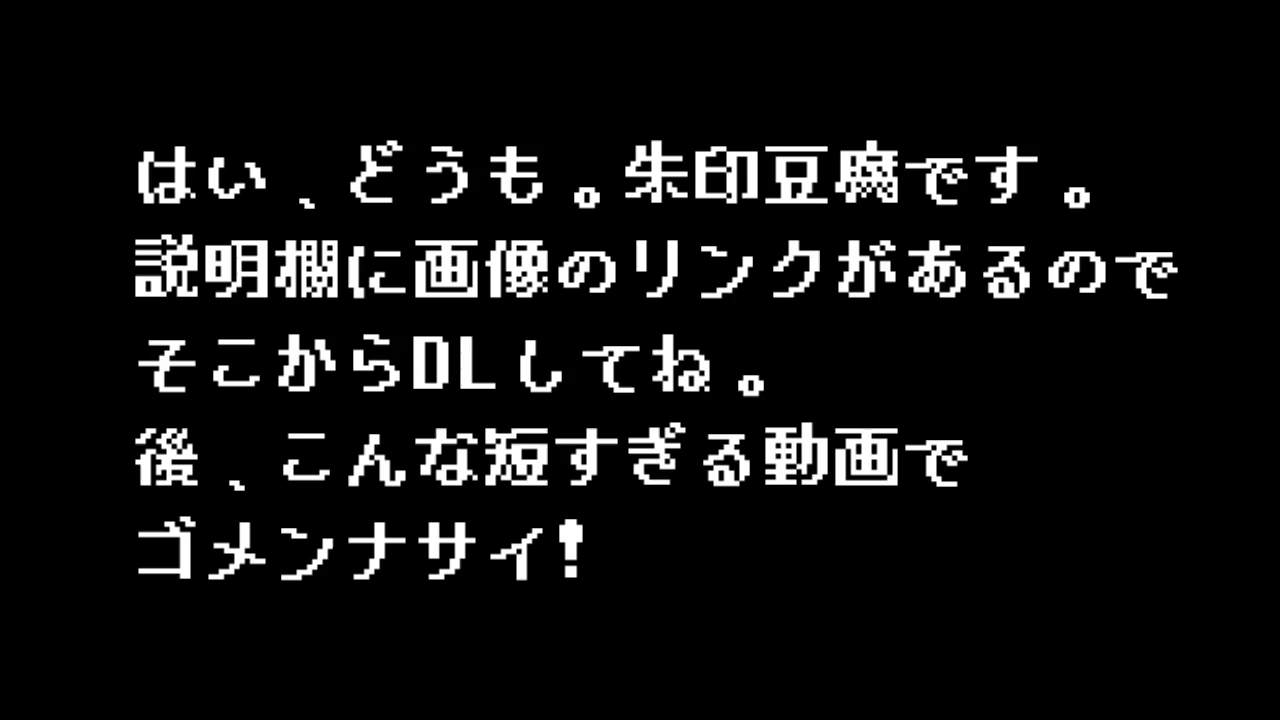 はい、どうも。朱印豆腐です。
説明欄に画像のリンクがあるので
そこからDLしてね。
後、こんな短すぎる動画で
ゴメンナサイ!